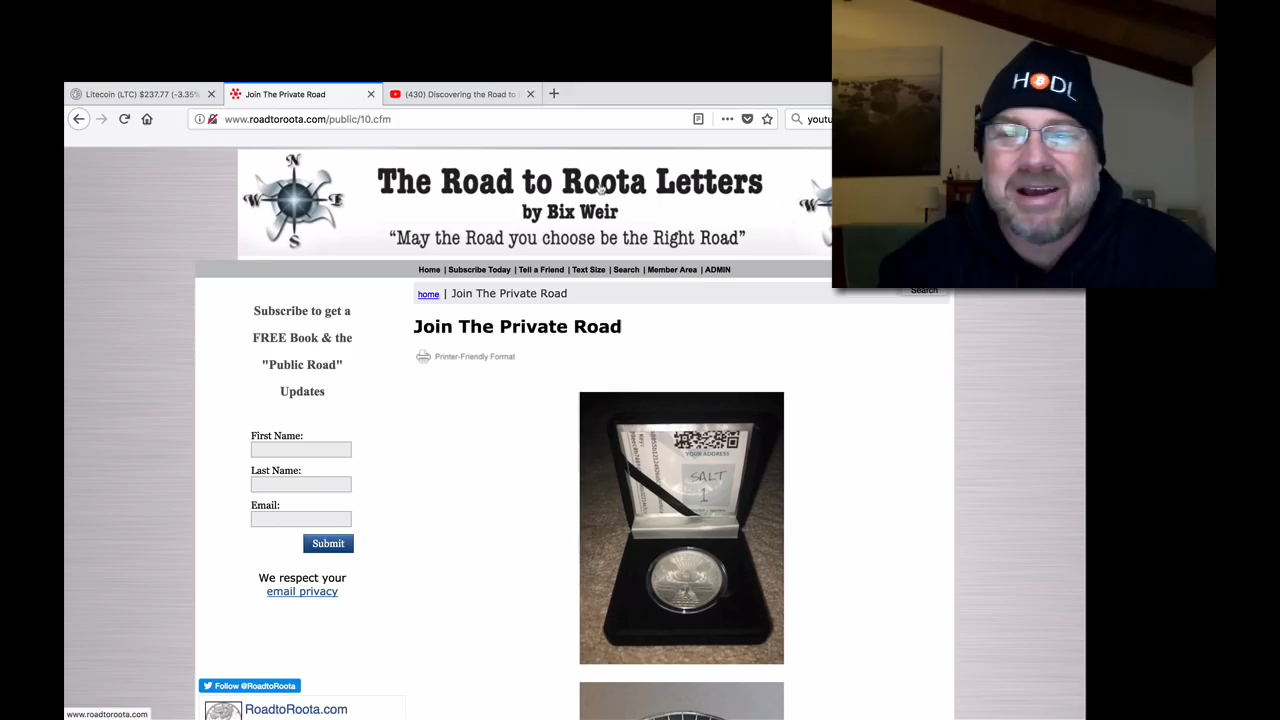 HODL
Litecoin (LTC) $237.77 (-3.35%
Join The Private Road
(430) Discovering the Road to
www.roadtoroota.com/public/10.cfm
youtu
N
W E
S
The Road to Roota Letters
by Bix Weir
"May the Road you choose be the Right Road"
W
Home | Subscribe Today | Tell a Friend | Text Size | Search | Member Area | ADMIN
home | Join The Private Road
Search
Join The Private Road
Printer-Friendly Format
Subscribe to get a
FREE Book & the
"Public Road"
Updates
First Name:
Last Name:
Email:
Submit
We respect your
email privacy
YOUR ADDRESS
SALT
1
Follow @RoadtoRoota
RoadtoRoota.com
www.roadtoroota.com